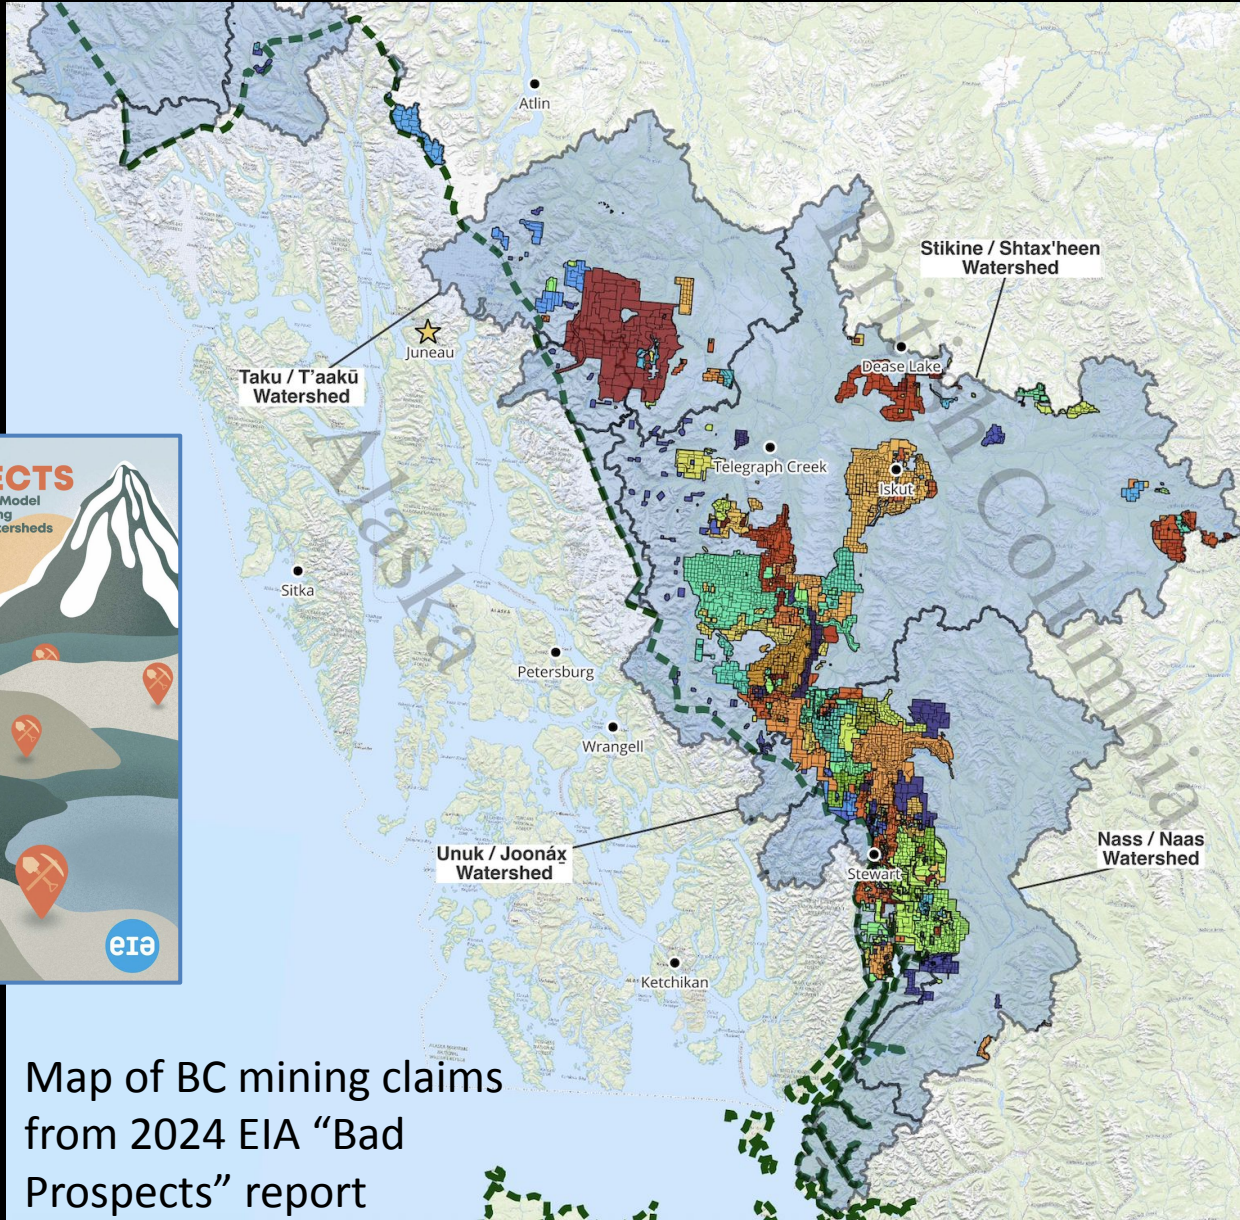 Atlin
British Columbia
Stikine / Shtax'heen
Watershed
Juneau
Taku / T'aakū
Watershed
Dease Lake
Alaska
Telegraph Creek
Iskut
ECTS
Model
ng
tersheds
Sitka
Petersburg
Wrangell
Unuk / Joonáx̱
Watershed
Stewart
Nass / Naas
Watershed
eia
Ketchikan
Map of BC mining claims
from 2024 EIA “Bad
Prospects” report